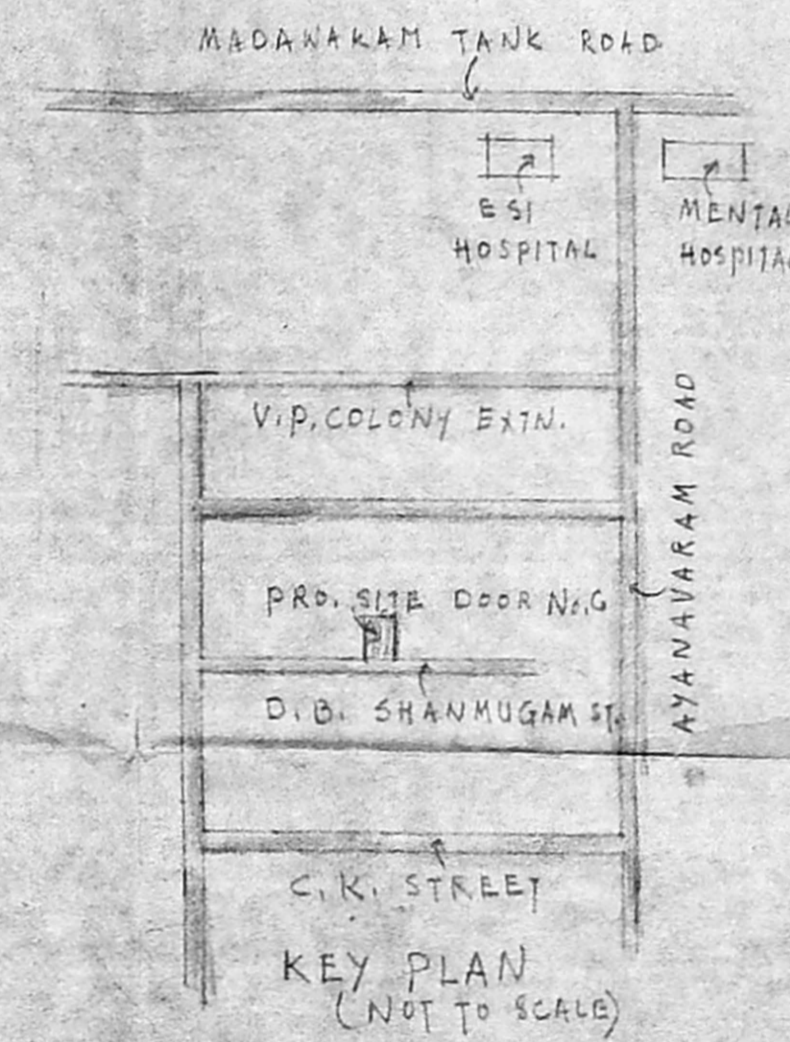 MADAWAKAM TANK ROAD
ESI
HOSPITAL
MENTAL
HOSPITAL
V.P. COLONY EXTN.
AYANAVARAM ROAD
PRO. SITE DOOR No.6
D.B. SHANMUGAM ST.
C.K. STREET
KEY PLAN
(NOT TO SCALE)